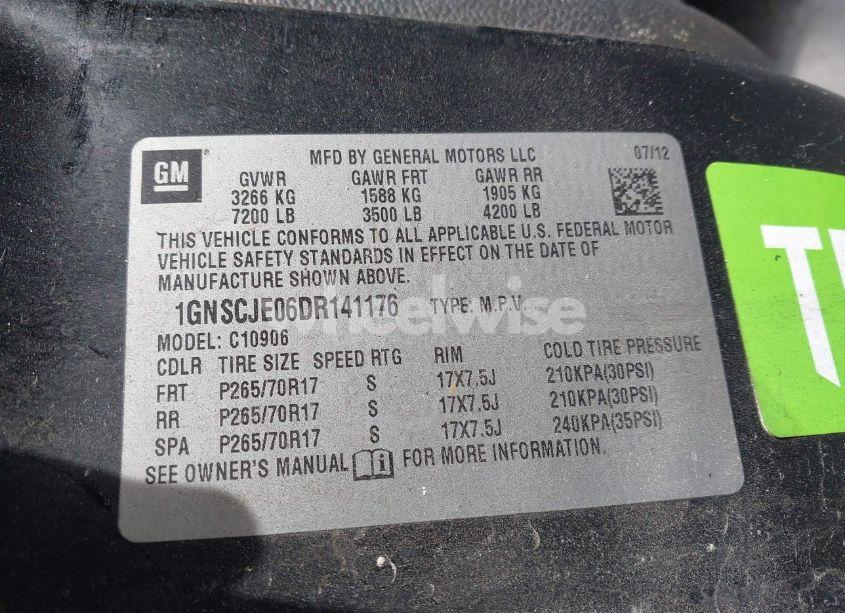 GM
MFD BY GENERAL MOTORS LLC 07/12
GVWR GAWR FRT GAWR RR
3266 KG 1588 KG 1905 KG
7200 LB 3500 LB 4200 LB
THIS VEHICLE CONFORMS TO ALL APPLICABLE U.S. FEDERAL MOTOR
VEHICLE SAFETY STANDARDS IN EFFECT ON THE DATE OF
MANUFACTURE SHOWN ABOVE.
1GNSCJE06DR141176 TYPE: M.P.V.
wheelwise
MODEL: C10906
CDLR TIRE SIZE SPEED RTG RIM COLD TIRE PRESSURE
FRT P265/70R17 S 17X7.5J 210KPA(30PSI)
RR P265/70R17 S 17X7.5J 210KPA(30PSI)
SPA P265/70R17 S 17X7.5J 240KPA(35PSI)
SEE OWNER'S MANUAL i FOR MORE INFORMATION.